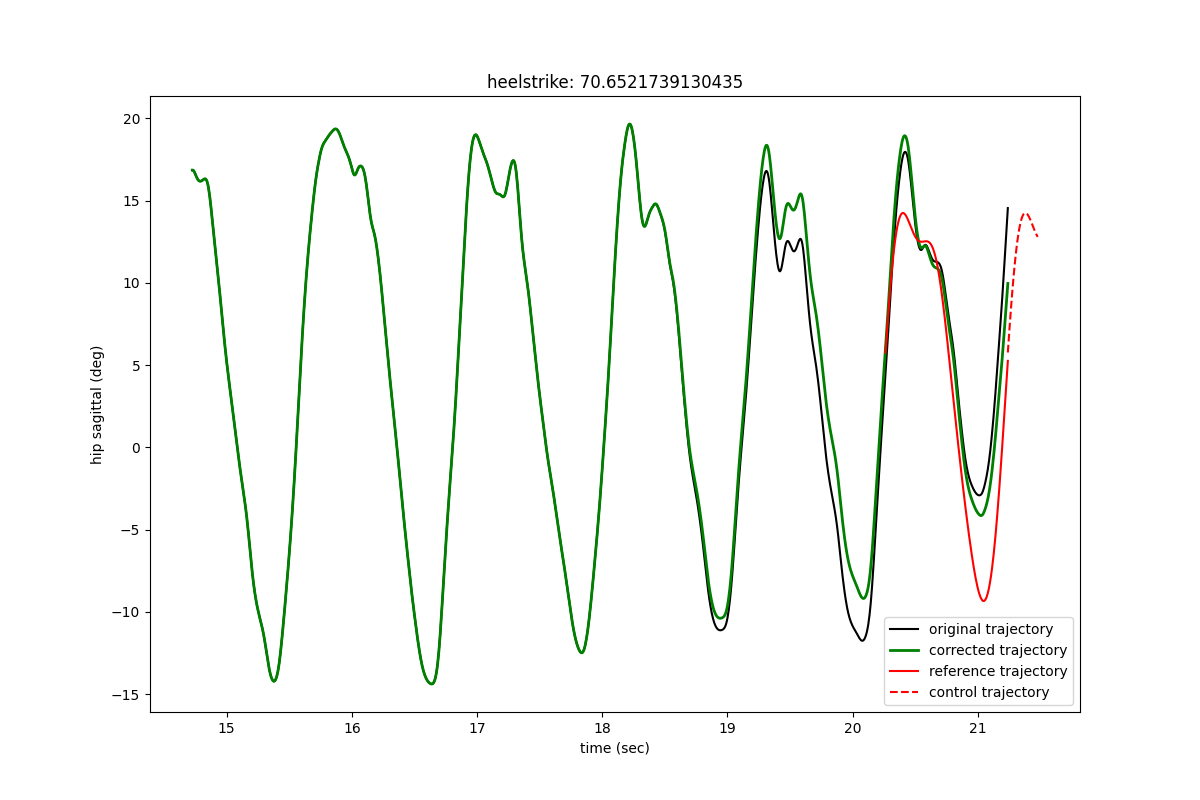 heelstrike: 70.6521739130435
20
15
10
5
0
−5
−10
−15
hip sagittal (deg)
original trajectory
corrected trajectory
reference trajectory
control trajectory
15 16 17 18 19 20 21
time (sec)